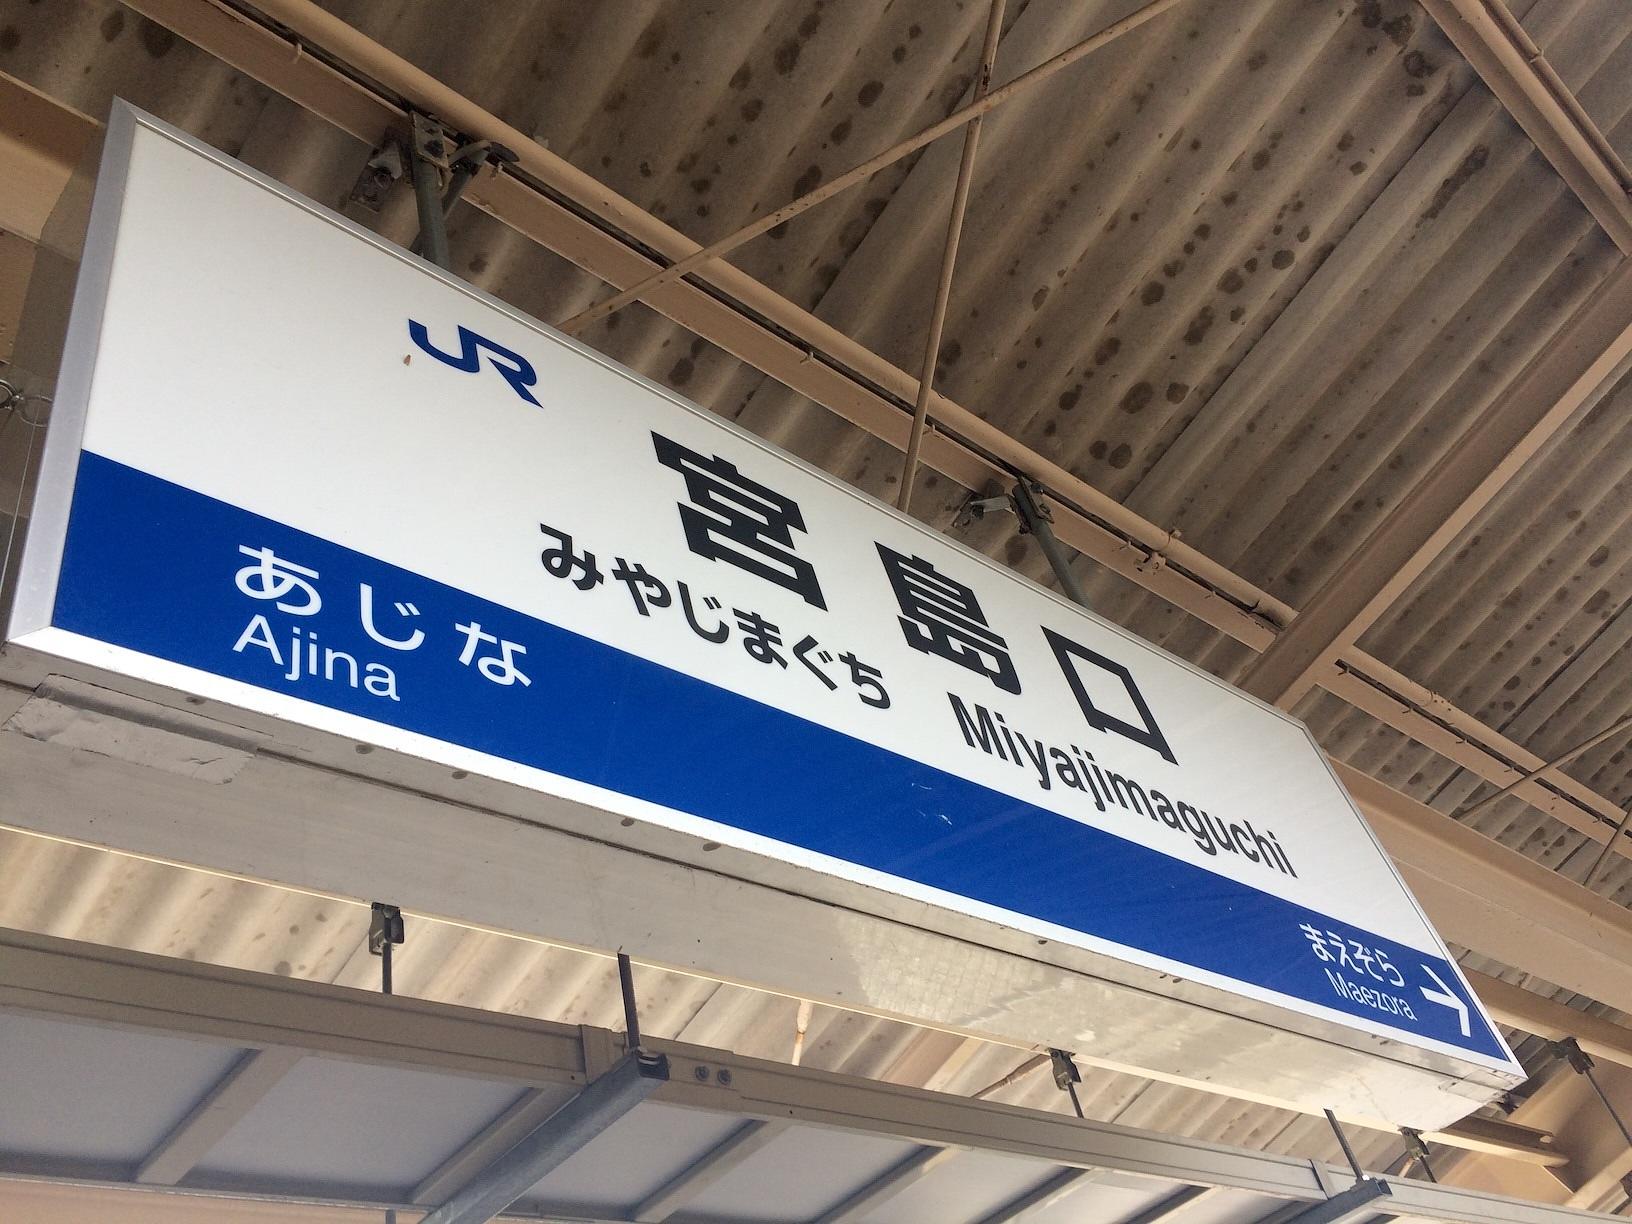 JR
宮島口
みやじまぐち Miyajimaguchi
あじな
Ajina
まえぞら
Maezora